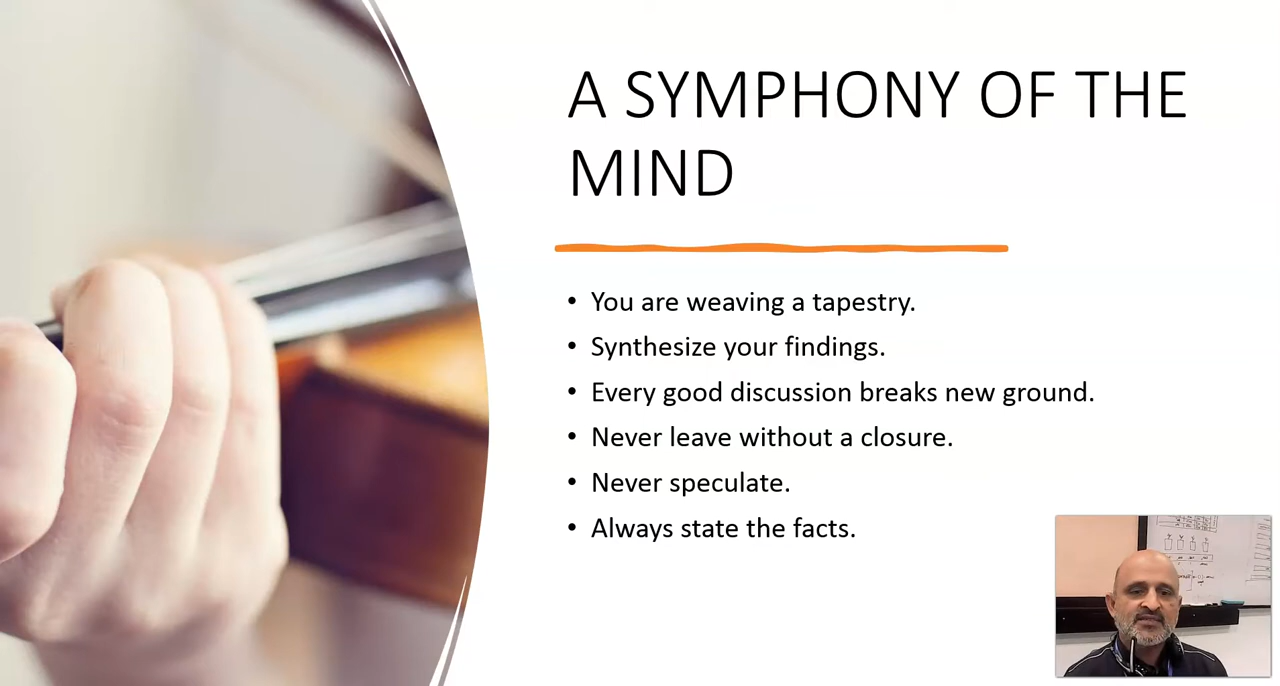 A SYMPHONY OF THE
MIND
• You are weaving a tapestry.
• Synthesize your findings.
• Every good discussion breaks new ground.
• Never leave without a closure.
• Never speculate.
• Always state the facts.